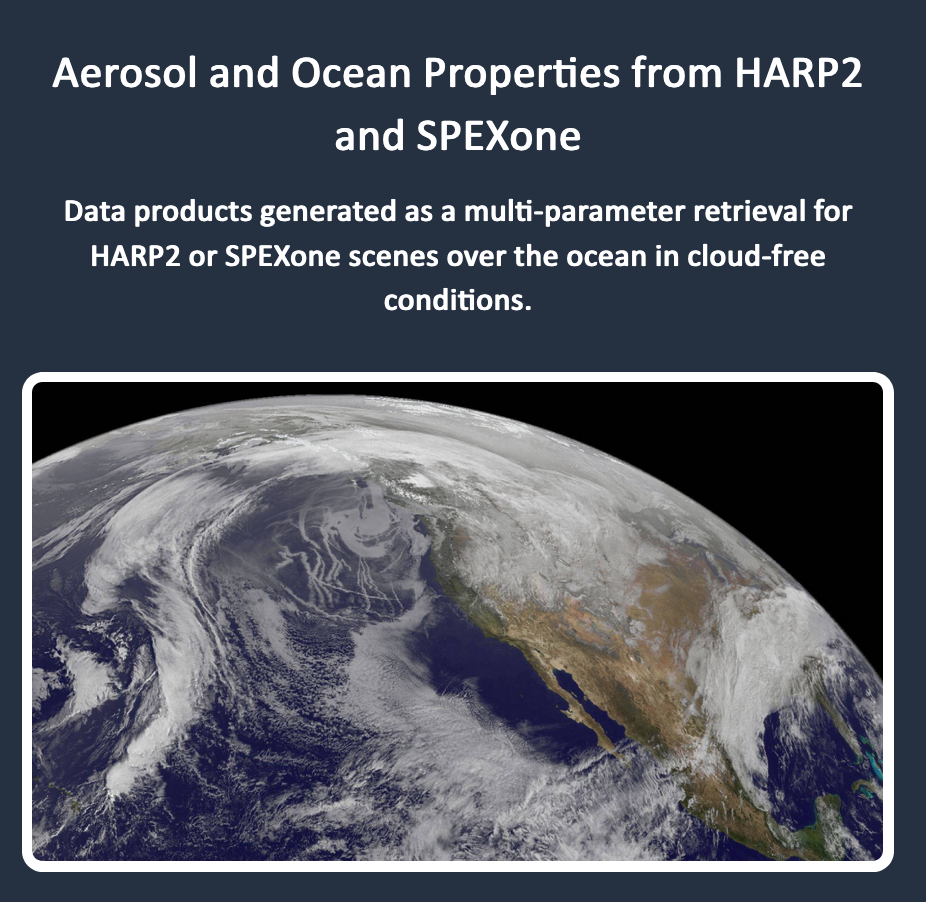 Aerosol and Ocean Properties from HARP2
and SPEXone
Data products generated as a multi-parameter retrieval for
HARP2 or SPEXone scenes over the ocean in cloud-free
conditions.